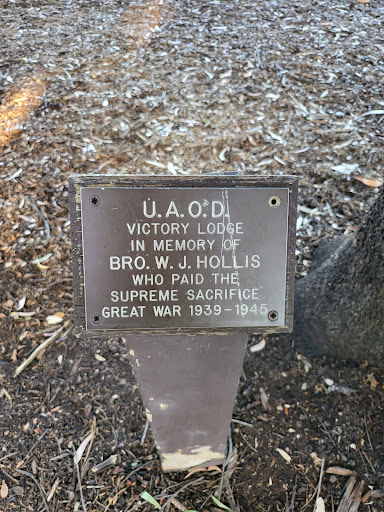 U.A.O.D.
VICTORY LODGE
IN MEMORY OF
BRO. W. J. HOLLIS
WHO PAID THE
SUPREME SACRIFICE
GREAT WAR 1939-1945